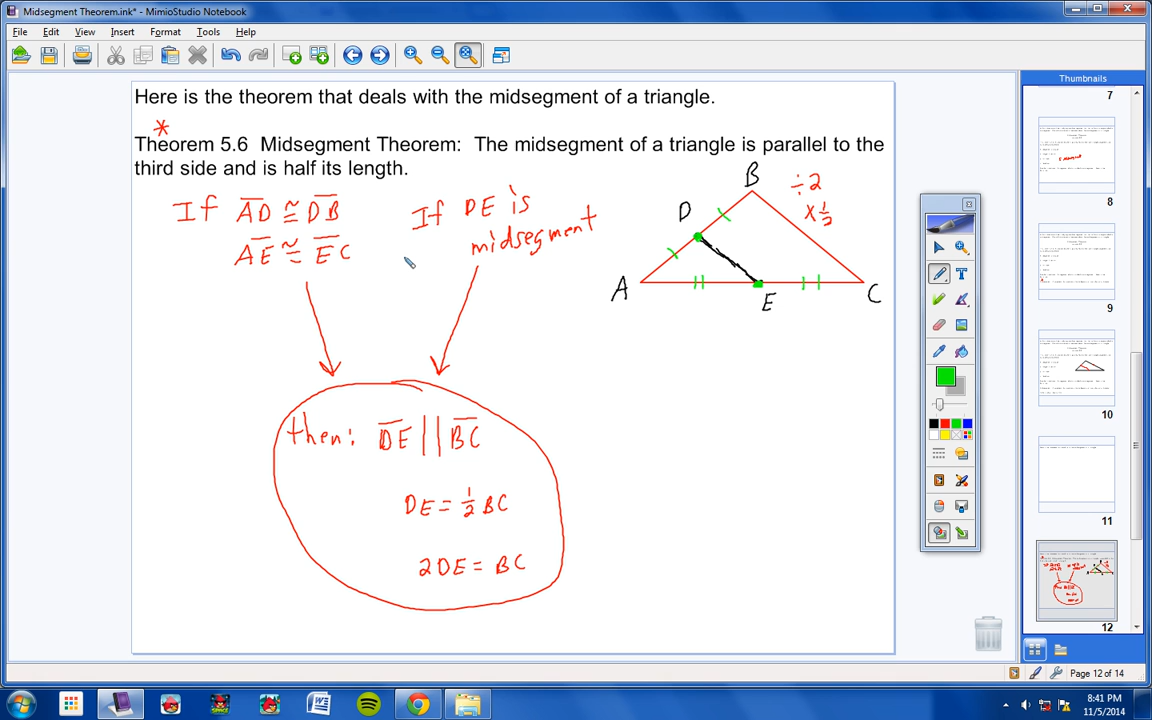 Midsegment Theorem.ink* - MimioStudio Notebook
File Edit View Insert Format Tools Help
Here is the theorem that deals with the midsegment of a triangle.
*
Theorem 5.6 Midsegment Theorem: The midsegment of a triangle is parallel to the
third side and is half its length.
If AD ≅ DB
AE ≅ EC
If DE is
midsegment
B
÷2
x ½
D
A
E
C
then: DE || BC
DE = ½ BC
2DE = BC
Thumbnails
7
8
9
10
11
12
Page 12 of 14
8:41 PM
11/5/2014